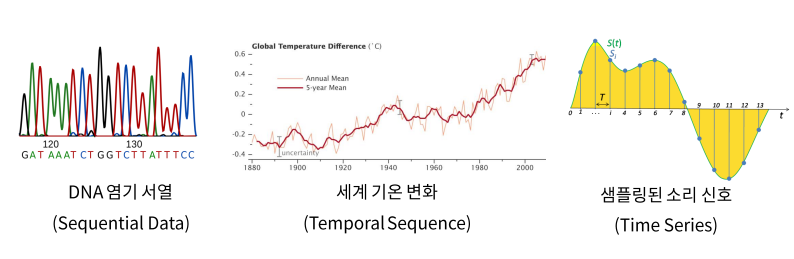 120 130
GATAAATCTGGTCTTATTTCC
DNA 염기 서열
(Sequential Data)
Global Temperature Difference (˚C)
0.6
0.4
0.2
0
-0.2
-0.4
Annual Mean
5-year Mean
uncertainty
1880 1900 1920 1940 1960 1980 2000
세계 기온 변화
(Temporal Sequence)
S(t)
Si
T
0 1 ... i 4 5 6 7 8 9 10 11 12 13
t
샘플링된 소리 신호
(Time Series)